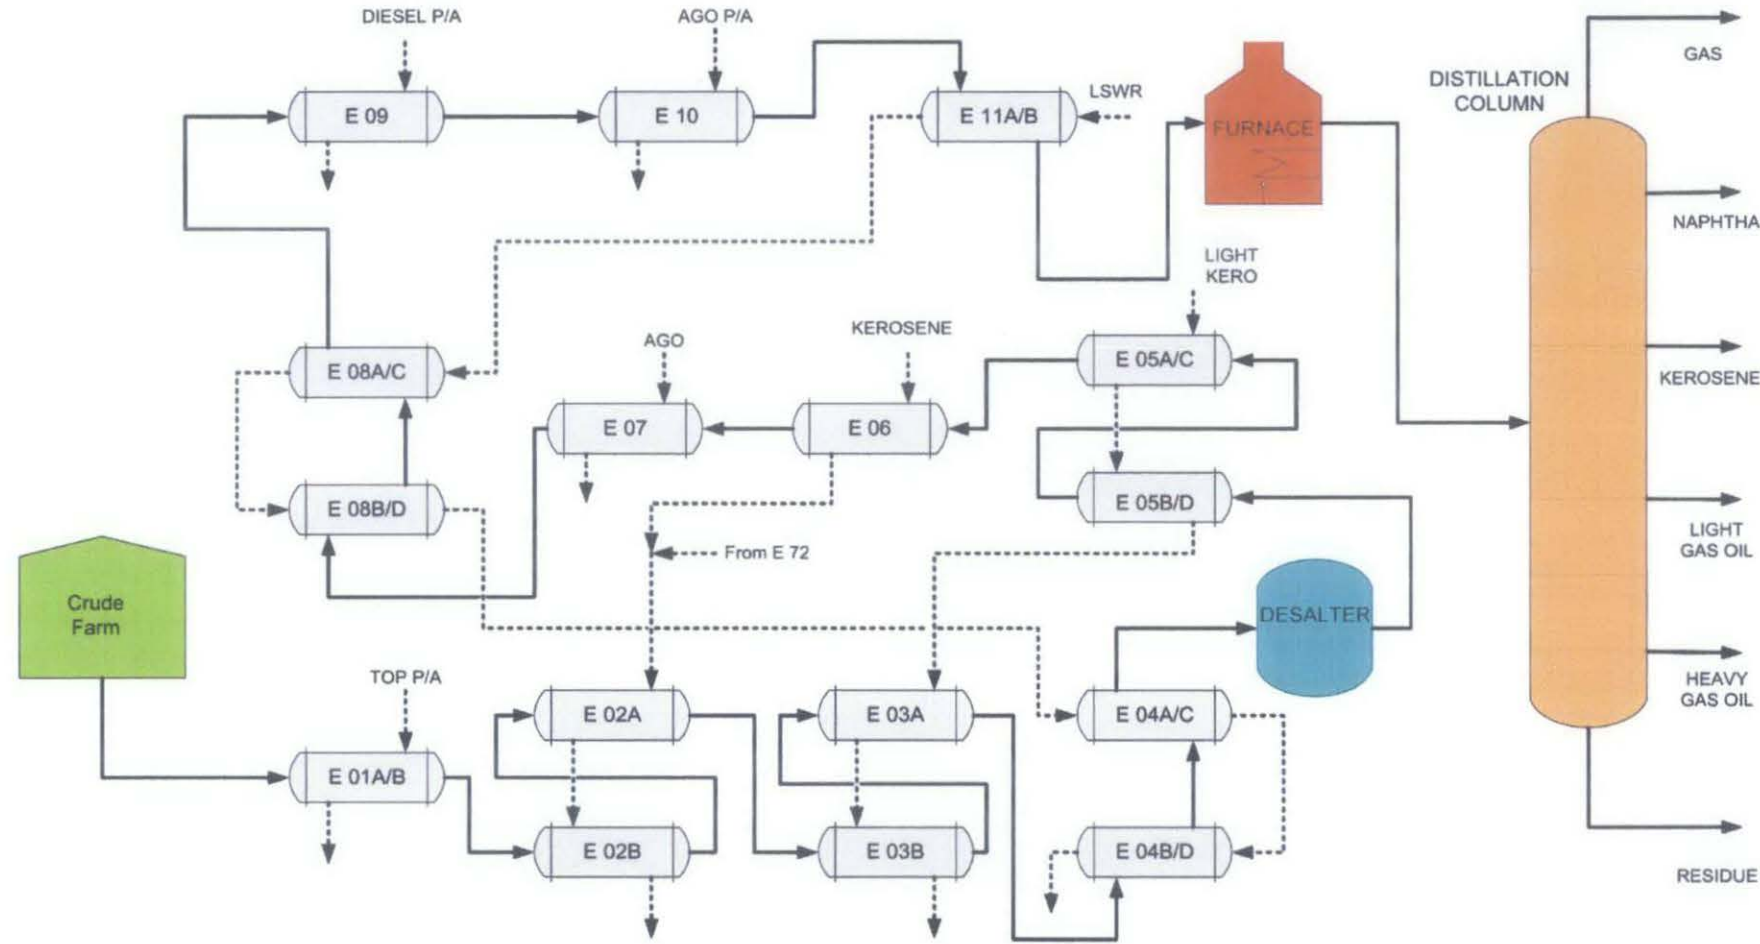 DIESEL P/A
AGO P/A
GAS
DISTILLATION
COLUMN
E 09
E 10
E 11A/B
LSWR
FURNACE
NAPHTHA
LIGHT
KERO
KEROSENE
AGO
E 08A/C
E 05A/C
KEROSENE
E 07
E 06
E 08B/D
E 05B/D
LIGHT
GAS OIL
From E 72
Crude
Farm
DESALTER
TOP P/A
HEAVY
GAS OIL
E 02A
E 03A
E 04A/C
E 01A/B
E 02B
E 03B
E 04B/D
RESIDUE